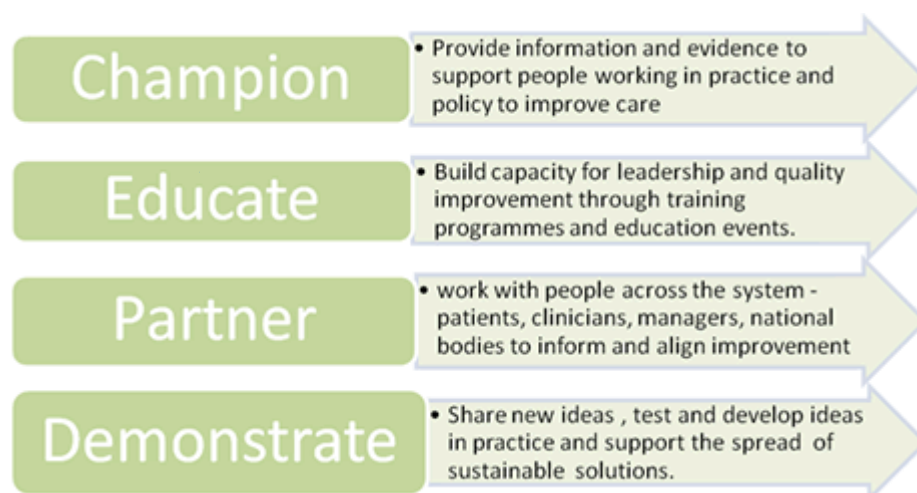 Champion
• Provide information and evidence to
support people working in practice and
policy to improve care
Educate
• Build capacity for leadership and quality
improvement through training
programmes and education events.
Partner
• work with people across the system -
patients, clinicians, managers, national
bodies to inform and align improvement
Demonstrate
• Share new ideas , test and develop ideas
in practice and support the spread of
sustainable solutions.